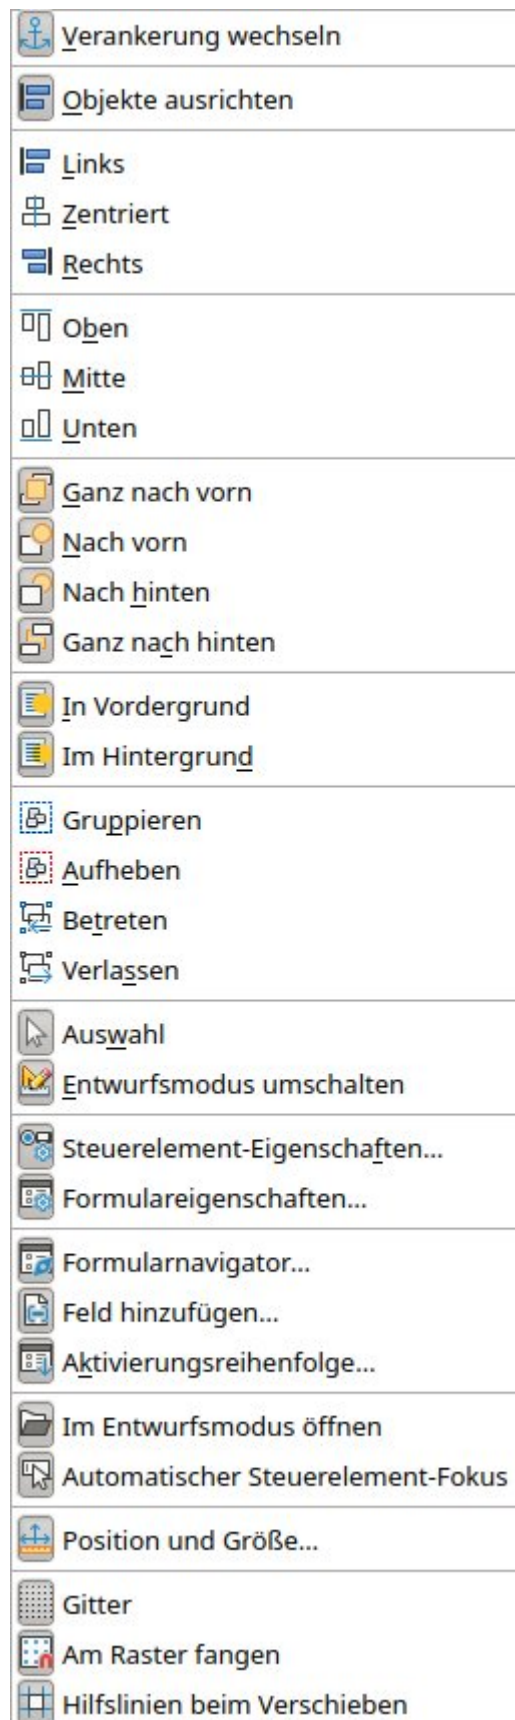 Verankerung wechseln
Objekte ausrichten
Links
Zentriert
Rechts
Oben
Mitte
Unten
Ganz nach vorn
Nach vorn
Nach hinten
Ganz nach hinten
In Vordergrund
Im Hintergrund
Gruppieren
Aufheben
Betreten
Verlassen
Auswahl
Entwurfsmodus umschalten
Steuerelement-Eigenschaften...
Formulareigenschaften...
Formularnavigator...
Feld hinzufügen...
Aktivierungsreihenfolge...
Im Entwurfsmodus öffnen
Automatischer Steuerelement-Fokus
Position und Größe...
Gitter
Am Raster fangen
Hilfslinien beim Verschieben